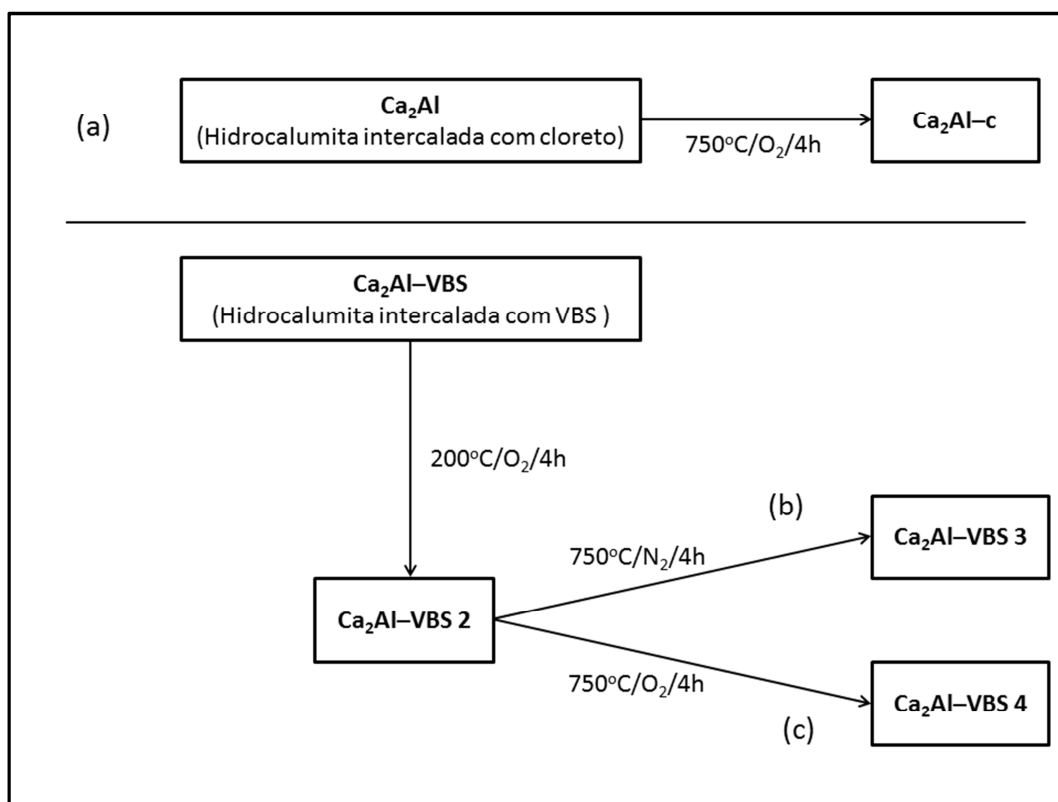 (a)
Ca₂Al
(Hidrocalumita intercalada com cloreto)
750°C/O₂/4h
Ca₂Al–c
Ca₂Al–VBS
(Hidrocalumita intercalada com VBS )
200°C/O₂/4h
(b)
Ca₂Al–VBS 3
750°C/N₂/4h
Ca₂Al–VBS 2
750°C/O₂/4h
Ca₂Al–VBS 4
(c)